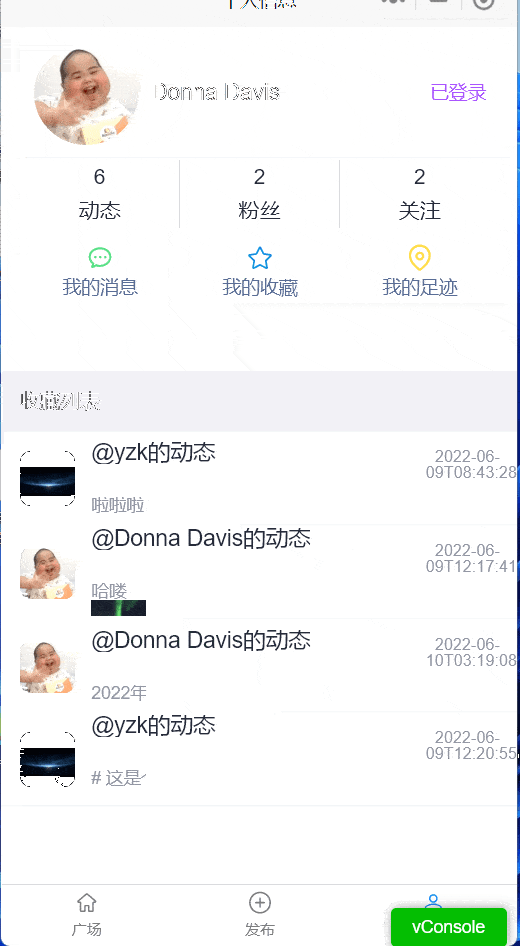 Donna Davis
已登录
6
2
2
动态
粉丝
关注
我的消息
我的收藏
我的足迹
收藏列表
@yzk的动态
2022-06-
09T08:43:28
啦啦啦
@Donna Davis的动态
2022-06-
09T12:17:41
哈喽
@Donna Davis的动态
2022-06-
10T03:19:08
2022年
@yzk的动态
2022-06-
09T12:20:55
# 这是
广场
发布
vConsole